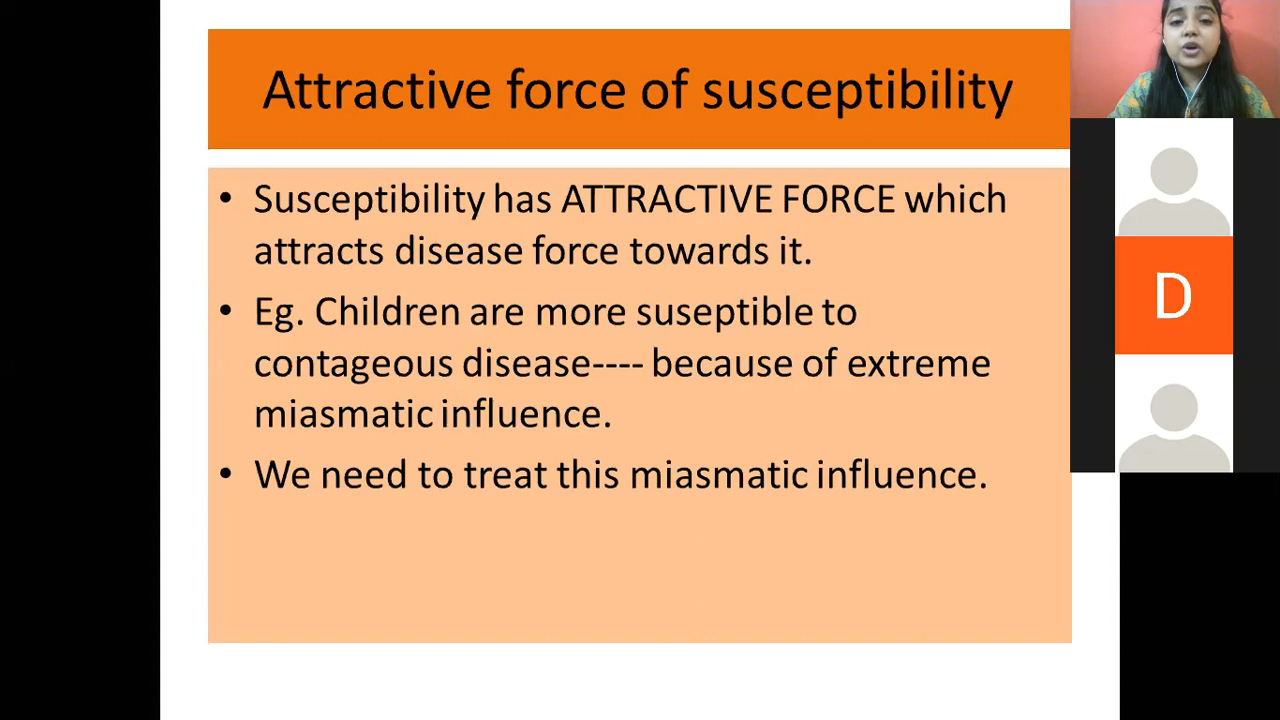 Attractive force of susceptibility
• Susceptibility has ATTRACTIVE FORCE which
attracts disease force towards it.
• Eg. Children are more suseptible to
contageous disease---- because of extreme
miasmatic influence.
• We need to treat this miasmatic influence.
D